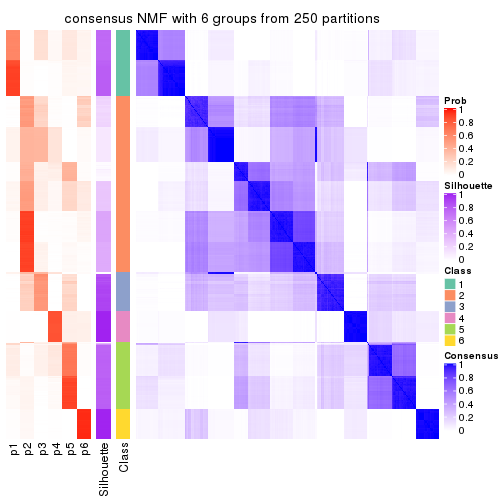 consensus NMF with 6 groups from 250 partitions
Prob
1
0.8
0.6
0.4
0.2
0
Silhouette
1
0.8
0.6
0.4
0.2
0
Class
1
2
3
4
5
6
Consensus
1
0.8
0.6
0.4
0.2
0
p1
p2
p3
p4
p5
p6
Silhouette
Class